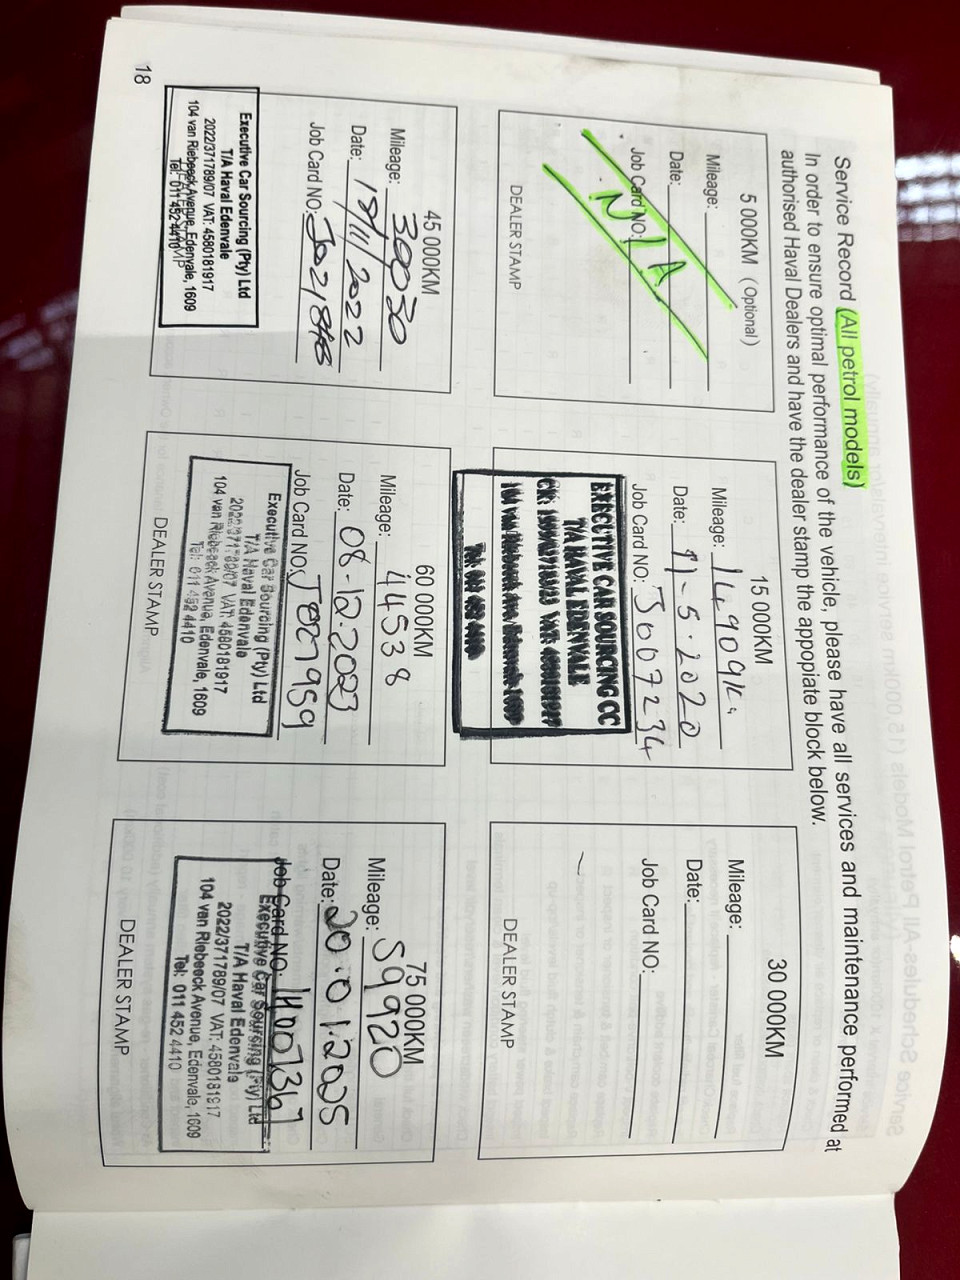 Service Record (All petrol models)
In order to ensure optimal performance of the vehicle, please have all services and maintenance performed at
authorised Haval Dealers and have the dealer stamp the appopiate block below.
5 000KM (Optional)
Mileage:
Date:
Job Card NO:
N/A
DEALER STAMP
15 000KM
Mileage: 14909km
Date: 11-5-2020
Job Card NO: J007234
EXECUTIVE CAR SOURCING CC
T/A HAVAL EDENVALE
30 000KM
Mileage:
Date:
Job Card NO:
DEALER STAMP
45 000KM
Mileage: 30030
Date: 18/11/2022
Job Card NO:
Executive Car Sourcing (Pty) Ltd
T/A Haval Edenvale
2022/371789/07 VAT: 4580181917
104 van Riebeeck Avenue, Edenvale, 1609
Tel: 011 452 4410
60 000KM
Mileage: 44538
Date: 08-12-2023
Job Card NO:
Executive Car Sourcing (Pty) Ltd
T/A Haval Edenvale
2022/371789/07 VAT: 4580181917
104 van Riebeeck Avenue, Edenvale, 1609
Tel: 011 452 4410
DEALER STAMP
75 000KM
Mileage: 59920
Date: 20.01.2025
Job Card NO:
Executive Car Sourcing (Pty) Ltd
T/A Haval Edenvale
2022/371789/07 VAT: 4580181917
104 van Riebeeck Avenue, Edenvale, 1609
Tel: 011 452 4410
DEALER STAMP
18